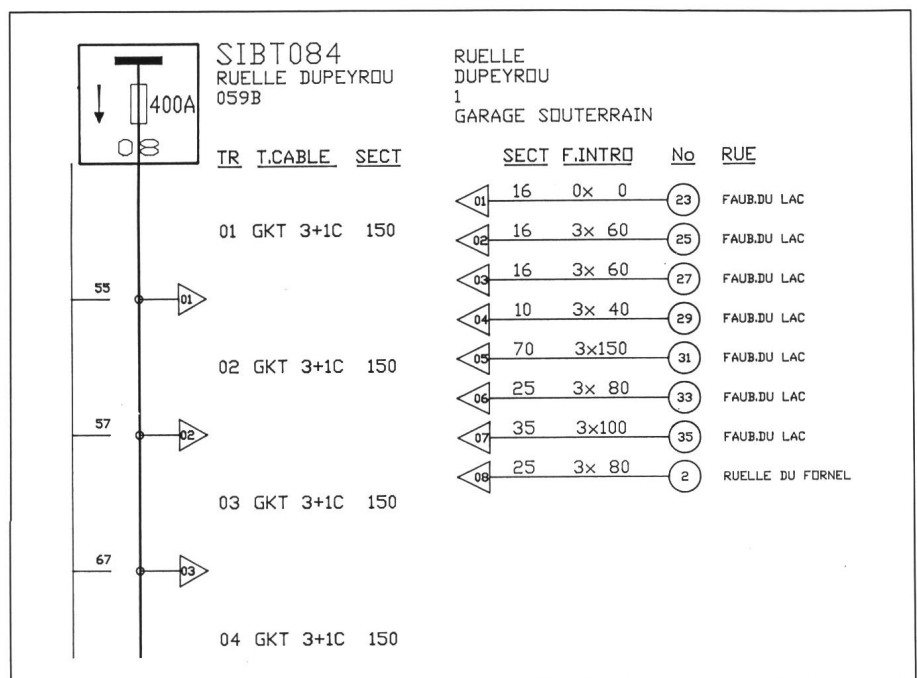 SIBT084
RUELLE DUPEYROU
059B
400A
08
TR T.CABLE SECT
01 GKT 3+1C 150
55
01
02 GKT 3+1C 150
57
02
03 GKT 3+1C 150
67
03
04 GKT 3+1C 150
RUELLE
DUPEYROU
1
GARAGE SOUTERRAIN
SECT F.INTRO No RUE
01 16 0x 0 23 FAUB.DU LAC
02 16 3x 60 25 FAUB.DU LAC
03 16 3x 60 27 FAUB.DU LAC
04 10 3x 40 29 FAUB.DU LAC
05 70 3x150 31 FAUB.DU LAC
06 25 3x 80 33 FAUB.DU LAC
07 35 3x100 35 FAUB.DU LAC
08 25 3x 80 2 RUELLE DU FORNEL